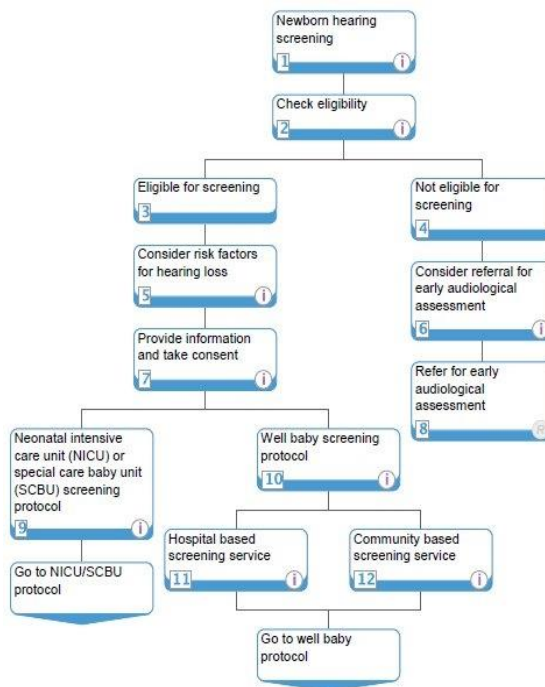 Newborn hearing
screening
1
i
Check eligibility
2
i
Eligible for screening
3
Not eligible for
screening
4
Consider risk factors
for hearing loss
5
i
Consider referral for
early audiological
assessment
6
i
Provide information
and take consent
7
i
Refer for early
audiological
assessment
8
R
Neonatal intensive
care unit (NICU) or
special care baby unit
(SCBU) screening
protocol
9
i
Well baby screening
protocol
10
i
Go to NICU/SCBU
protocol
Hospital based
screening service
11
i
Community based
screening service
12
i
Go to well baby
protocol